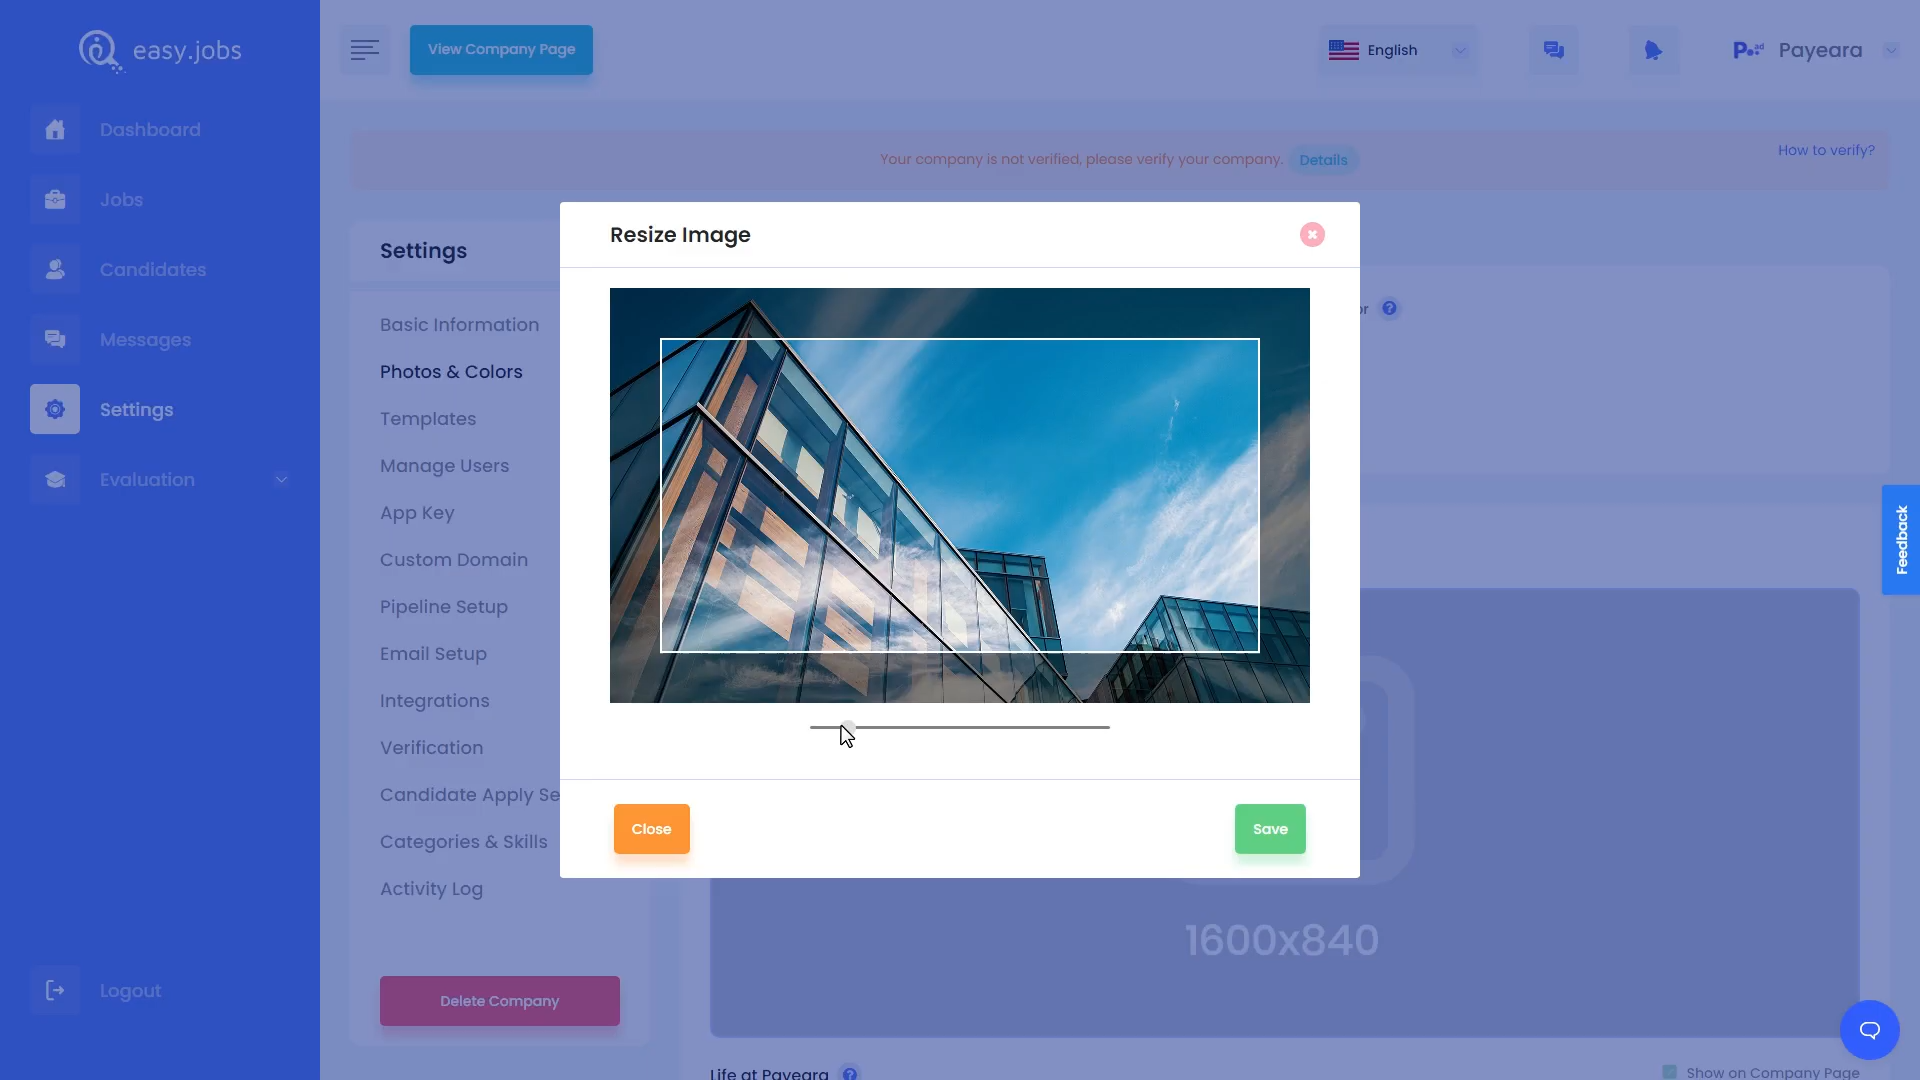 easy.jobs
View Company Page
English
Payeara
Dashboard
Jobs
Candidates
Messages
Settings
Evaluation
Logout
Your company is not verified, please verify your company. Details
How to verify?
Settings
Basic Information
Photos & Colors
Templates
Manage Users
App Key
Custom Domain
Pipeline Setup
Email Setup
Integrations
Verification
Candidate Apply Se
Categories & Skills
Activity Log
Delete Company
Resize Image
Close
Save
or
1600x840
Life at Payeara
Show on Company Page
Feedback